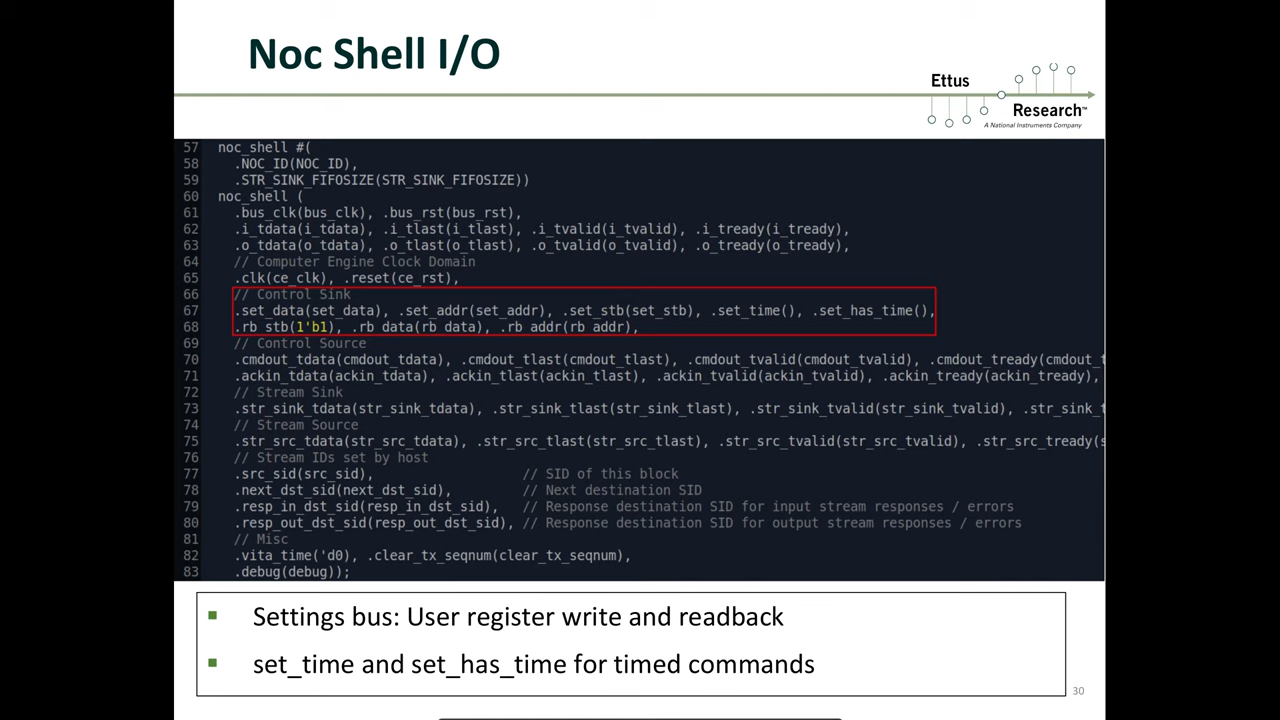 Noc Shell I/O
Ettus
Research™
A National Instruments Company
57 noc_shell #(
58 .NOC_ID(NOC_ID),
59 .STR_SINK_FIFOSIZE(STR_SINK_FIFOSIZE))
60 noc_shell (
61 .bus_clk(bus_clk), .bus_rst(bus_rst),
62 .i_tdata(i_tdata), .i_tlast(i_tlast), .i_tvalid(i_tvalid), .i_tready(i_tready),
63 .o_tdata(o_tdata), .o_tlast(o_tlast), .o_tvalid(o_tvalid), .o_tready(o_tready),
64 // Computer Engine Clock Domain
65 .clk(ce_clk), .reset(ce_rst),
66 // Control Sink
67 .set_data(set_data), .set_addr(set_addr), .set_stb(set_stb), .set_time(), .set_has_time(),
68 .rb_stb(1'b1), .rb_data(rb_data), .rb_addr(rb_addr),
69 // Control Source
70 .cmdout_tdata(cmdout_tdata), .cmdout_tlast(cmdout_tlast), .cmdout_tvalid(cmdout_tvalid), .cmdout_tready(cmdout_t
71 .ackin_tdata(ackin_tdata), .ackin_tlast(ackin_tlast), .ackin_tvalid(ackin_tvalid), .ackin_tready(ackin_tready),
72 // Stream Sink
73 .str_sink_tdata(str_sink_tdata), .str_sink_tlast(str_sink_tlast), .str_sink_tvalid(str_sink_tvalid), .str_sink_t
74 // Stream Source
75 .str_src_tdata(str_src_tdata), .str_src_tlast(str_src_tlast), .str_src_tvalid(str_src_tvalid), .str_src_tready(s
76 // Stream IDs set by host
77 .src_sid(src_sid), // SID of this block
78 .next_dst_sid(next_dst_sid), // Next destination SID
79 .resp_in_dst_sid(resp_in_dst_sid), // Response destination SID for input stream responses / errors
80 .resp_out_dst_sid(resp_out_dst_sid), // Response destination SID for output stream responses / errors
81 // Misc
82 .vita_time('d0), .clear_tx_seqnum(clear_tx_seqnum),
83 .debug(debug));
Settings bus: User register write and readback
set_time and set_has_time for timed commands
30